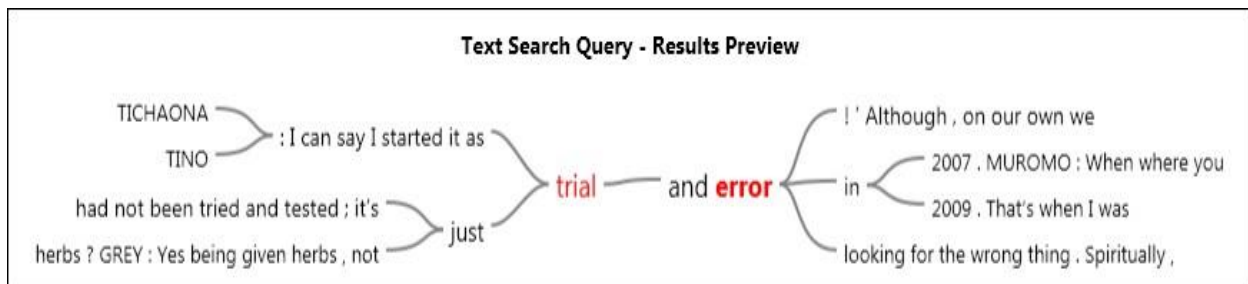 Text Search Query - Results Preview
TICHAONA
TINO
: I can say I started it as
had not been tried and tested ; it's
herbs ? GREY : Yes being given herbs , not
just
trial
and error
! ' Although , on our own we
in
2007 . MUROMO : When where you
2009 . That's when I was
looking for the wrong thing . Spiritually ,